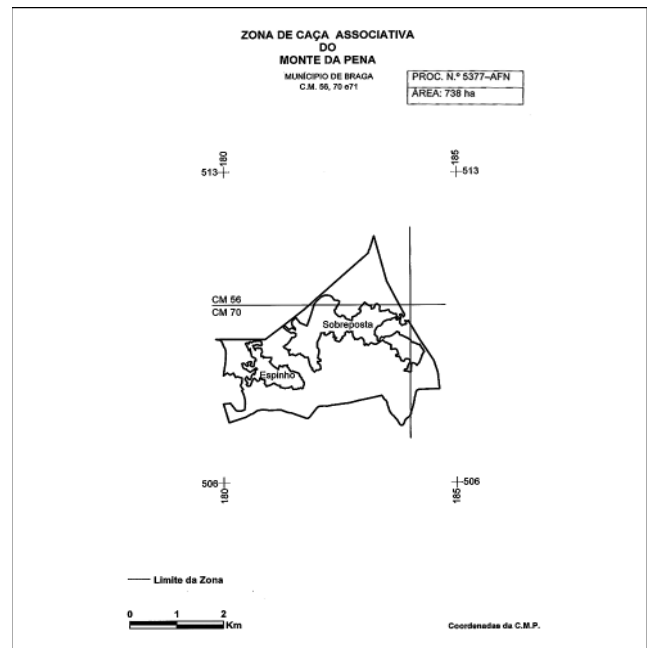 ZONA DE CAÇA ASSOCIATIVA
DO
MONTE DA PENA
MUNÍCIPIO DE BRAGA
C.M. 56, 70 e71
PROC. N.º 5377–AFN
ÁREA: 738 ha
180
513
185
513
CM 56
CM 70
Sobreposta
Espinho
506
180
506
185
Limite da Zona
0 1 2
Km
Coordenadas da C.M.P.